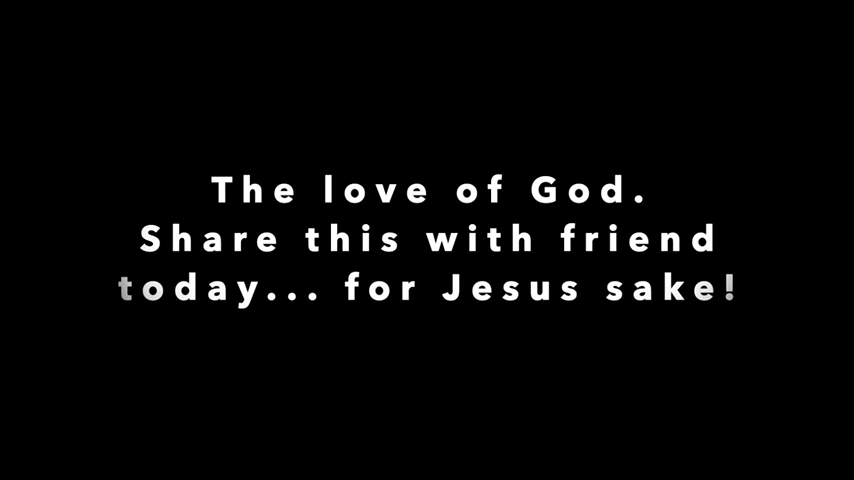 The love of God.
Share this with friend
today... for Jesus sake!